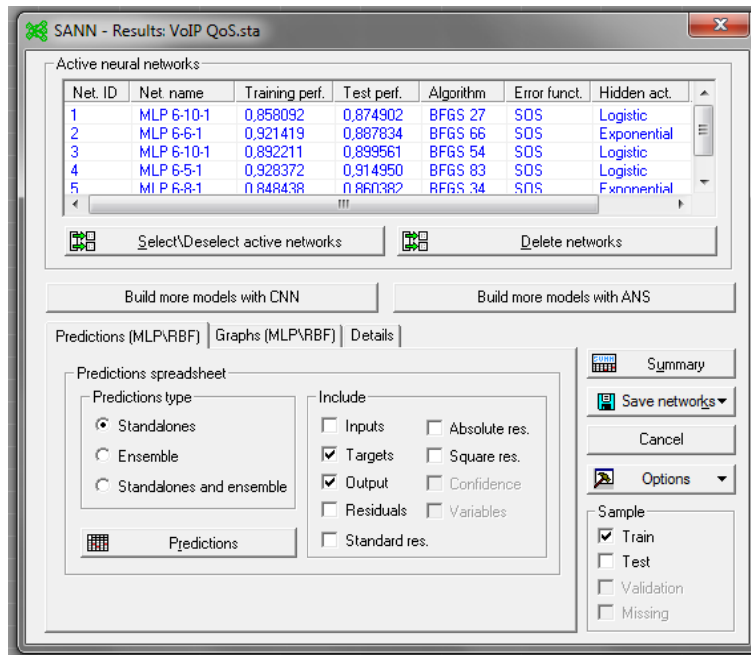 SANN - Results: VoIP QoS.sta
Active neural networks
Net. ID Net. name Training perf. Test perf. Algorithm Error funct. Hidden act.
1 MLP 6-10-1 0,858092 0,874902 BFGS 27 SOS Logistic
2 MLP 6-6-1 0,921419 0,887834 BFGS 66 SOS Exponential
3 MLP 6-10-1 0,892211 0,899561 BFGS 54 SOS Logistic
4 MLP 6-5-1 0,928372 0,914950 BFGS 83 SOS Logistic
5 MLP 6-8-1 0,848438 0,860382 BFGS 34 SOS Exponential
Select\Deselect active networks
Delete networks
Build more models with CNN
Build more models with ANS
Predictions (MLP\RBF) Graphs (MLP\RBF) Details
Predictions spreadsheet
Predictions type
Standalones
Ensemble
Standalones and ensemble
Predictions
Include
Inputs
Targets
Output
Residuals
Standard res.
Absolute res.
Square res.
Confidence
Variables
Summary
Save networks
Cancel
Options
Sample
Train
Test
Validation
Missing